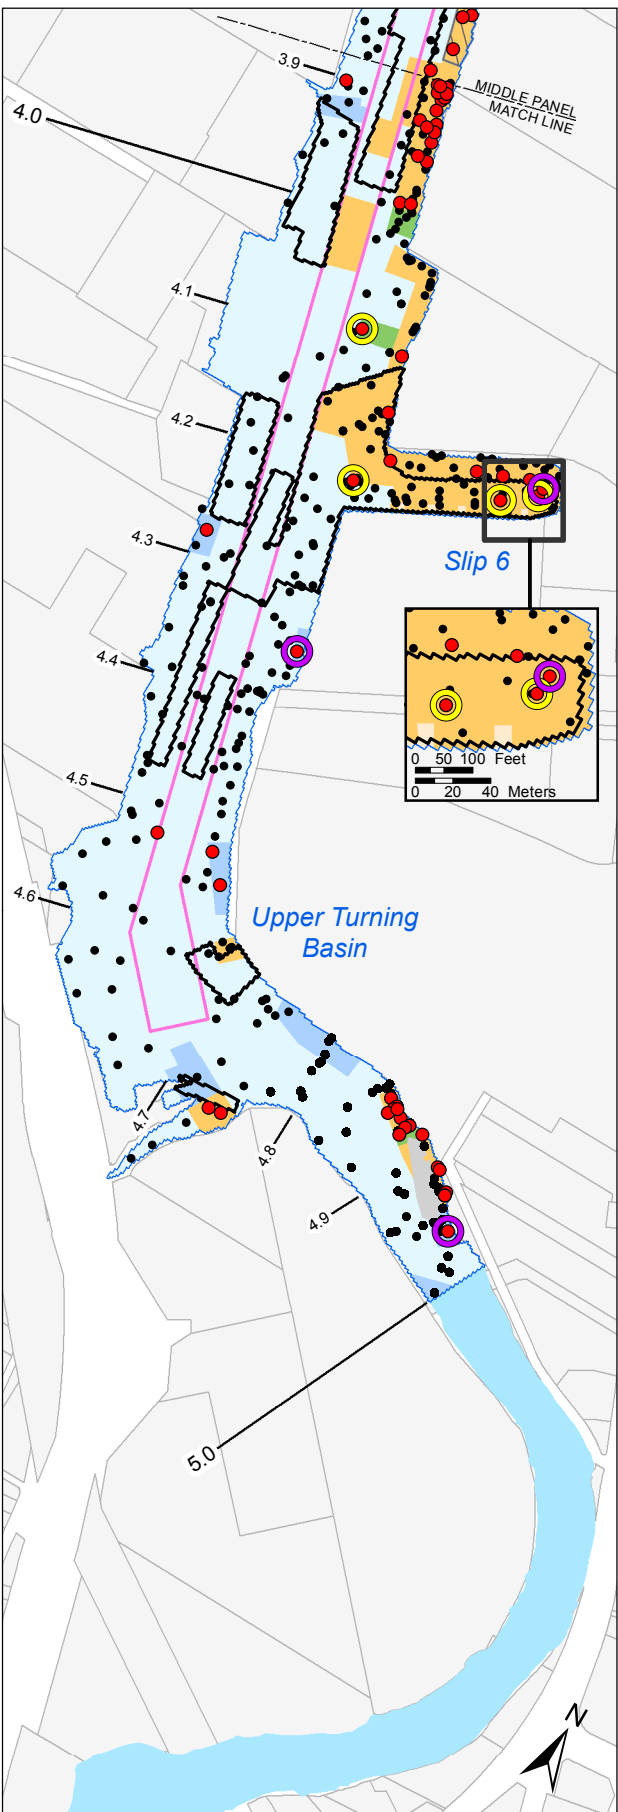 3.9
MIDDLE PANEL
MATCH LINE
4.0
4.1
4.2
4.3
Slip 6
4.4
0 50 100 Feet
0 20 40 Meters
4.5
4.6
Upper Turning
Basin
4.7
4.8
4.9
5.0
N